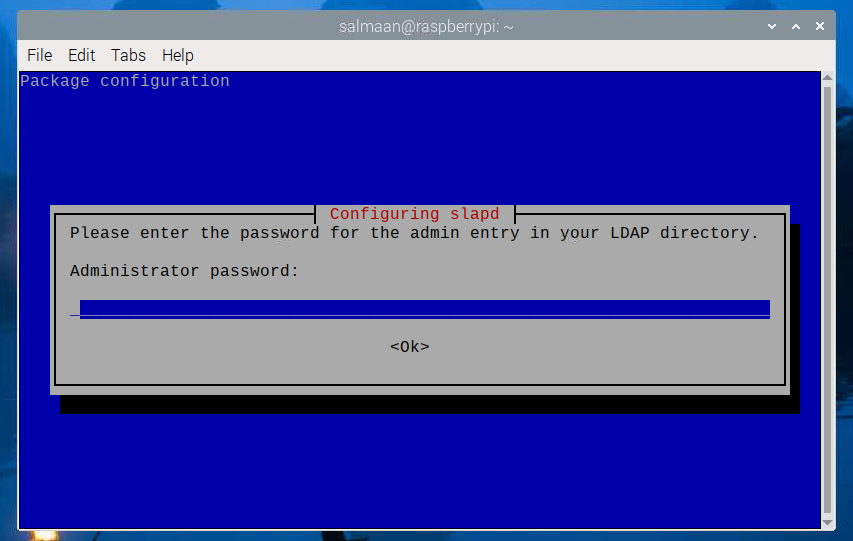 salmaan@raspberrypi: ~
File Edit Tabs Help
Package configuration
Configuring slapd
Please enter the password for the admin entry in your LDAP directory.
Administrator password:
<Ok>